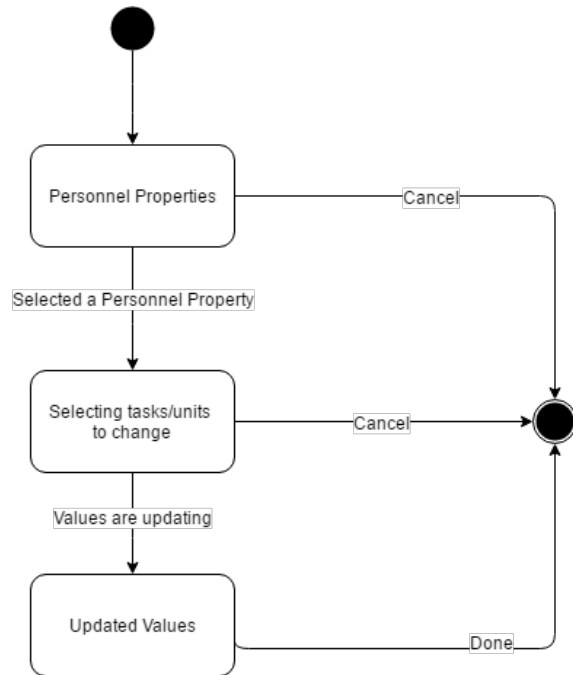 Personnel Properties
Cancel
Selected a Personnel Property
Selecting tasks/units
to change
Cancel
Values are updating
Updated Values
Done